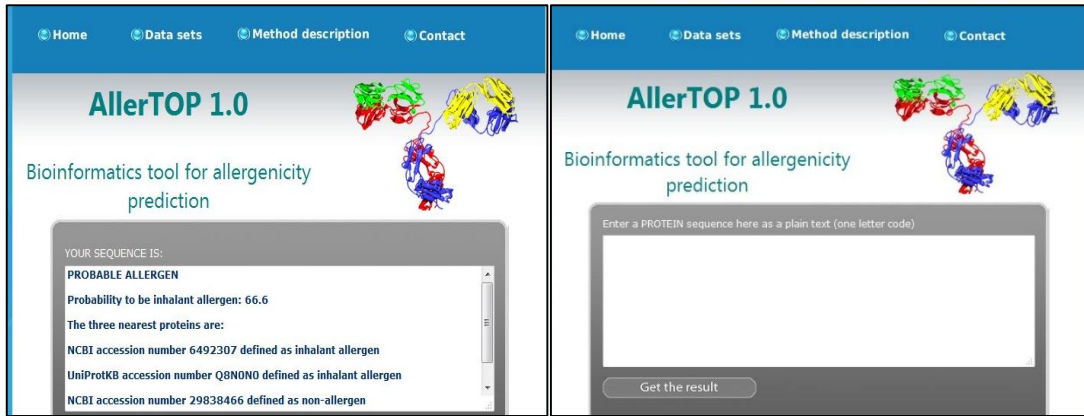 Home Data sets Method description Contact
AllerTOP 1.0
Bioinformatics tool for allergenicity
prediction
YOUR SEQUENCE IS:
PROBABLE ALLERGEN
Probability to be inhalant allergen: 66.6
The three nearest proteins are:
NCBI accession number 6492307 defined as inhalant allergen
UniProtKB accession number Q8N0N0 defined as inhalant allergen
NCBI accession number 29838466 defined as non-allergen
Home Data sets Method description Contact
AllerTOP 1.0
Bioinformatics tool for allergenicity
prediction
Enter a PROTEIN sequence here as a plain text (one letter code)
Get the result